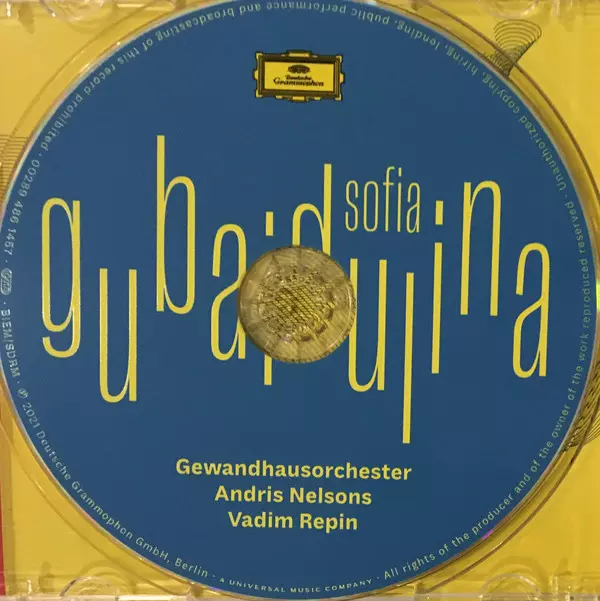 Deutsche
Grammophon
sofia
gubaidulina
Gewandhausorchester
Andris Nelsons
Vadim Repin
00289 486 1457 · BIEM/SDRM · ℗ 2021 Deutsche Grammophon GmbH, Berlin · A UNIVERSAL MUSIC COMPANY · All rights of the producer and of the owner of the work reproduced reserved · Unauthorized copying, hiring, lending, public performance and broadcasting of this record prohibited ·